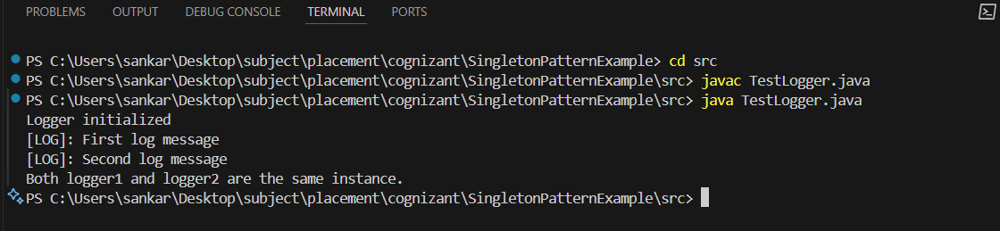 PROBLEMS OUTPUT DEBUG CONSOLE TERMINAL PORTS
PS C:\Users\sankar\Desktop\subject\placement\cognizant\SingletonPatternExample> cd src
PS C:\Users\sankar\Desktop\subject\placement\cognizant\SingletonPatternExample\src> javac TestLogger.java
PS C:\Users\sankar\Desktop\subject\placement\cognizant\SingletonPatternExample\src> java TestLogger.java
Logger initialized
[LOG]: First log message
[LOG]: Second log message
Both logger1 and logger2 are the same instance.
PS C:\Users\sankar\Desktop\subject\placement\cognizant\SingletonPatternExample\src>